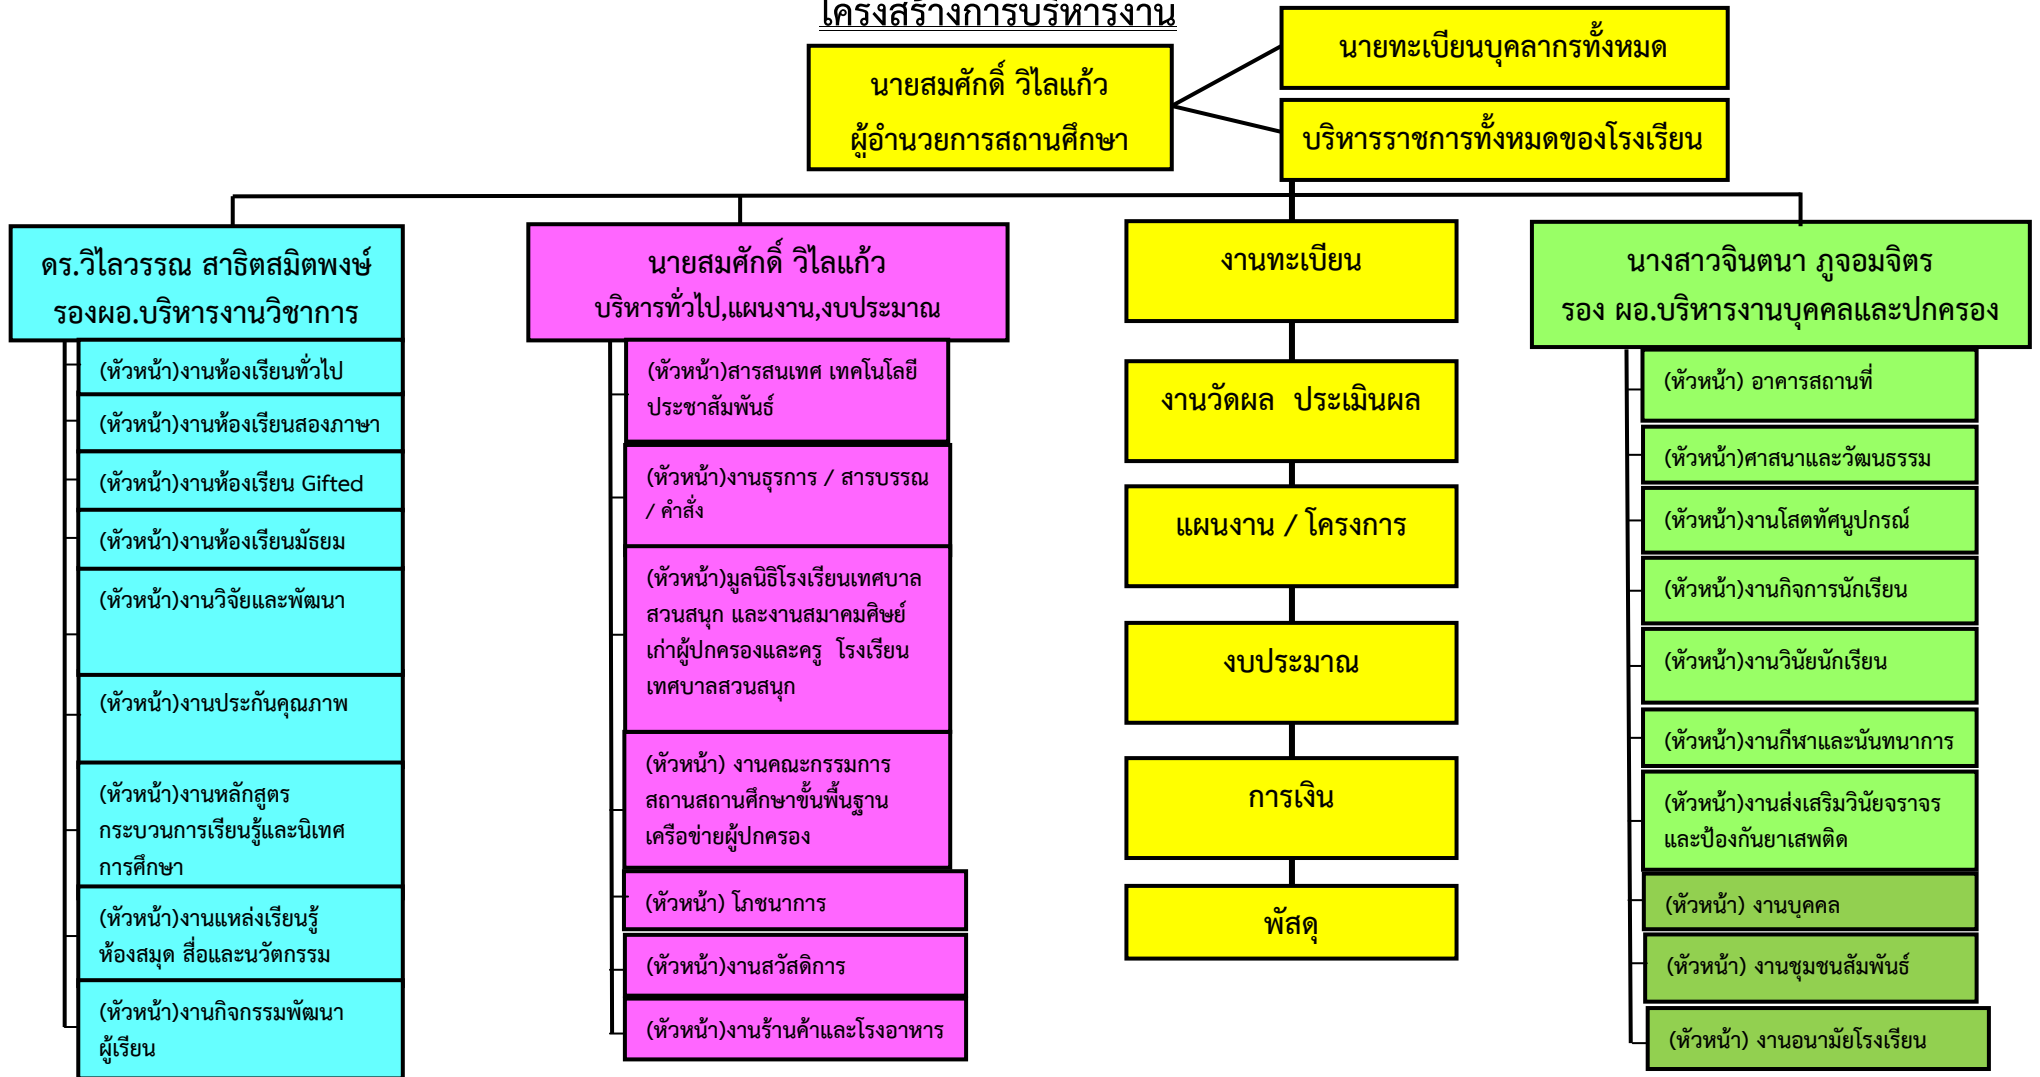 โครงสร้างการบริหารงาน
นายสมศักดิ์ วิไลแก้ว
ผู้อำนวยการสถานศึกษา
นายทะเบียนบุคลากรทั้งหมด
บริหารราชการทั้งหมดของโรงเรียน
ดร.วิไลวรรณ สาธิตสมิตพงษ์
รองผอ.บริหารงานวิชาการ
(หัวหน้า)งานห้องเรียนทั่วไป
(หัวหน้า)งานห้องเรียนสองภาษา
(หัวหน้า)งานห้องเรียน Gifted
(หัวหน้า)งานห้องเรียนมัธยม
(หัวหน้า)งานวิจัยและพัฒนา
(หัวหน้า)งานประกันคุณภาพ
(หัวหน้า)งานหลักสูตร
กระบวนการเรียนรู้และนิเทศ
การศึกษา
(หัวหน้า)งานแหล่งเรียนรู้
ห้องสมุด สื่อและนวัตกรรม
(หัวหน้า)งานกิจกรรมพัฒนา
ผู้เรียน
นายสมศักดิ์ วิไลแก้ว
บริหารทั่วไป,แผนงาน,งบประมาณ
(หัวหน้า)สารสนเทศ เทคโนโลยี
ประชาสัมพันธ์
(หัวหน้า)งานธุรการ / สารบรรณ
/ คำสั่ง
(หัวหน้า)มูลนิธิโรงเรียนเทศบาล
สวนสนุก และงานสมาคมศิษย์
เก่าผู้ปกครองและครู  โรงเรียน
เทศบาลสวนสนุก
(หัวหน้า) งานคณะกรรมการ
สถานสถานศึกษาขั้นพื้นฐาน
เครือข่ายผู้ปกครอง
(หัวหน้า) โภชนาการ
(หัวหน้า)งานสวัสดิการ
(หัวหน้า)งานร้านค้าและโรงอาหาร
งานทะเบียน
งานวัดผล  ประเมินผล
แผนงาน / โครงการ
งบประมาณ
การเงิน
พัสดุ
นางสาวจินตนา ภูจอมจิตร
รอง ผอ.บริหารงานบุคคลและปกครอง
(หัวหน้า) อาคารสถานที่
(หัวหน้า)ศาสนาและวัฒนธรรม
(หัวหน้า)งานโสตทัศนูปกรณ์
(หัวหน้า)งานกิจการนักเรียน
(หัวหน้า)งานวินัยนักเรียน
(หัวหน้า)งานกีฬาและนันทนาการ
(หัวหน้า)งานส่งเสริมวินัยจราจร
และป้องกันยาเสพติด
(หัวหน้า) งานบุคคล
(หัวหน้า) งานชุมชนสัมพันธ์
(หัวหน้า) งานอนามัยโรงเรียน